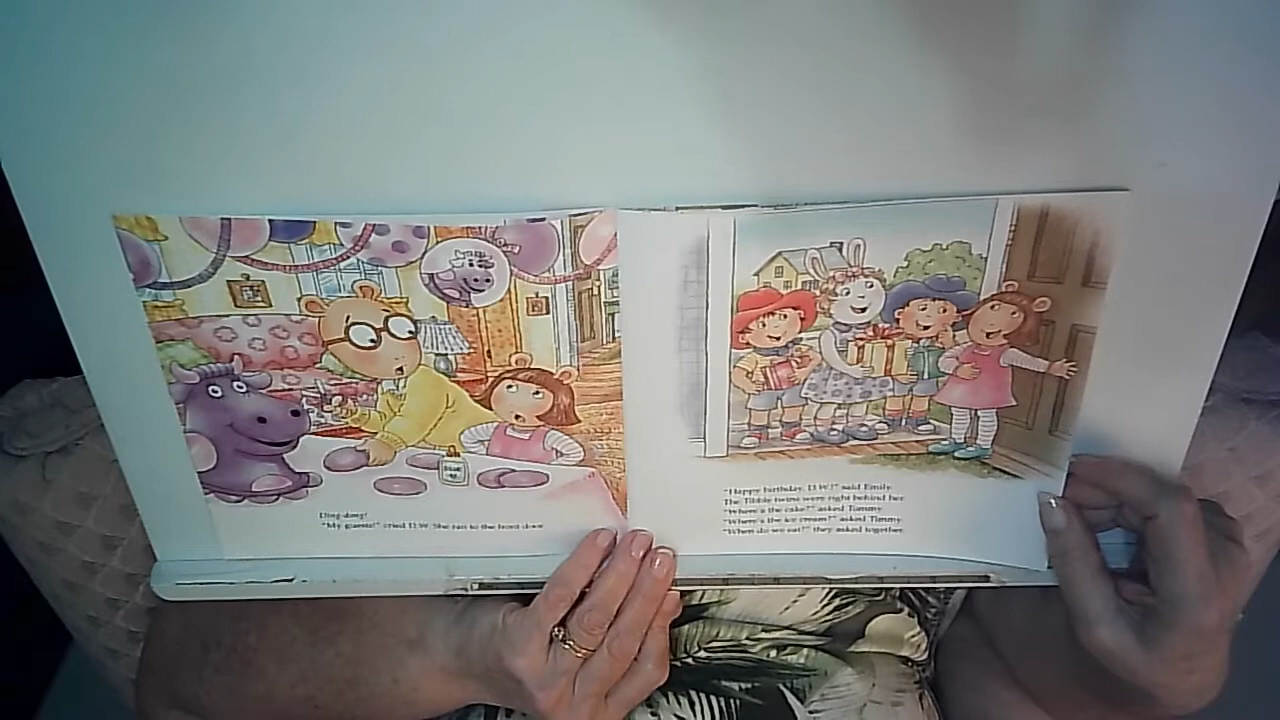 Ding-dong!
"My guests!" cried D.W. She ran to the front door.
"Happy birthday, D.W.!" said Emily.
The Tibble twins were right behind her.
"Where's the cake?" asked Tommy.
"Where's the ice cream?" asked Timmy.
"When do we eat?" they asked together.